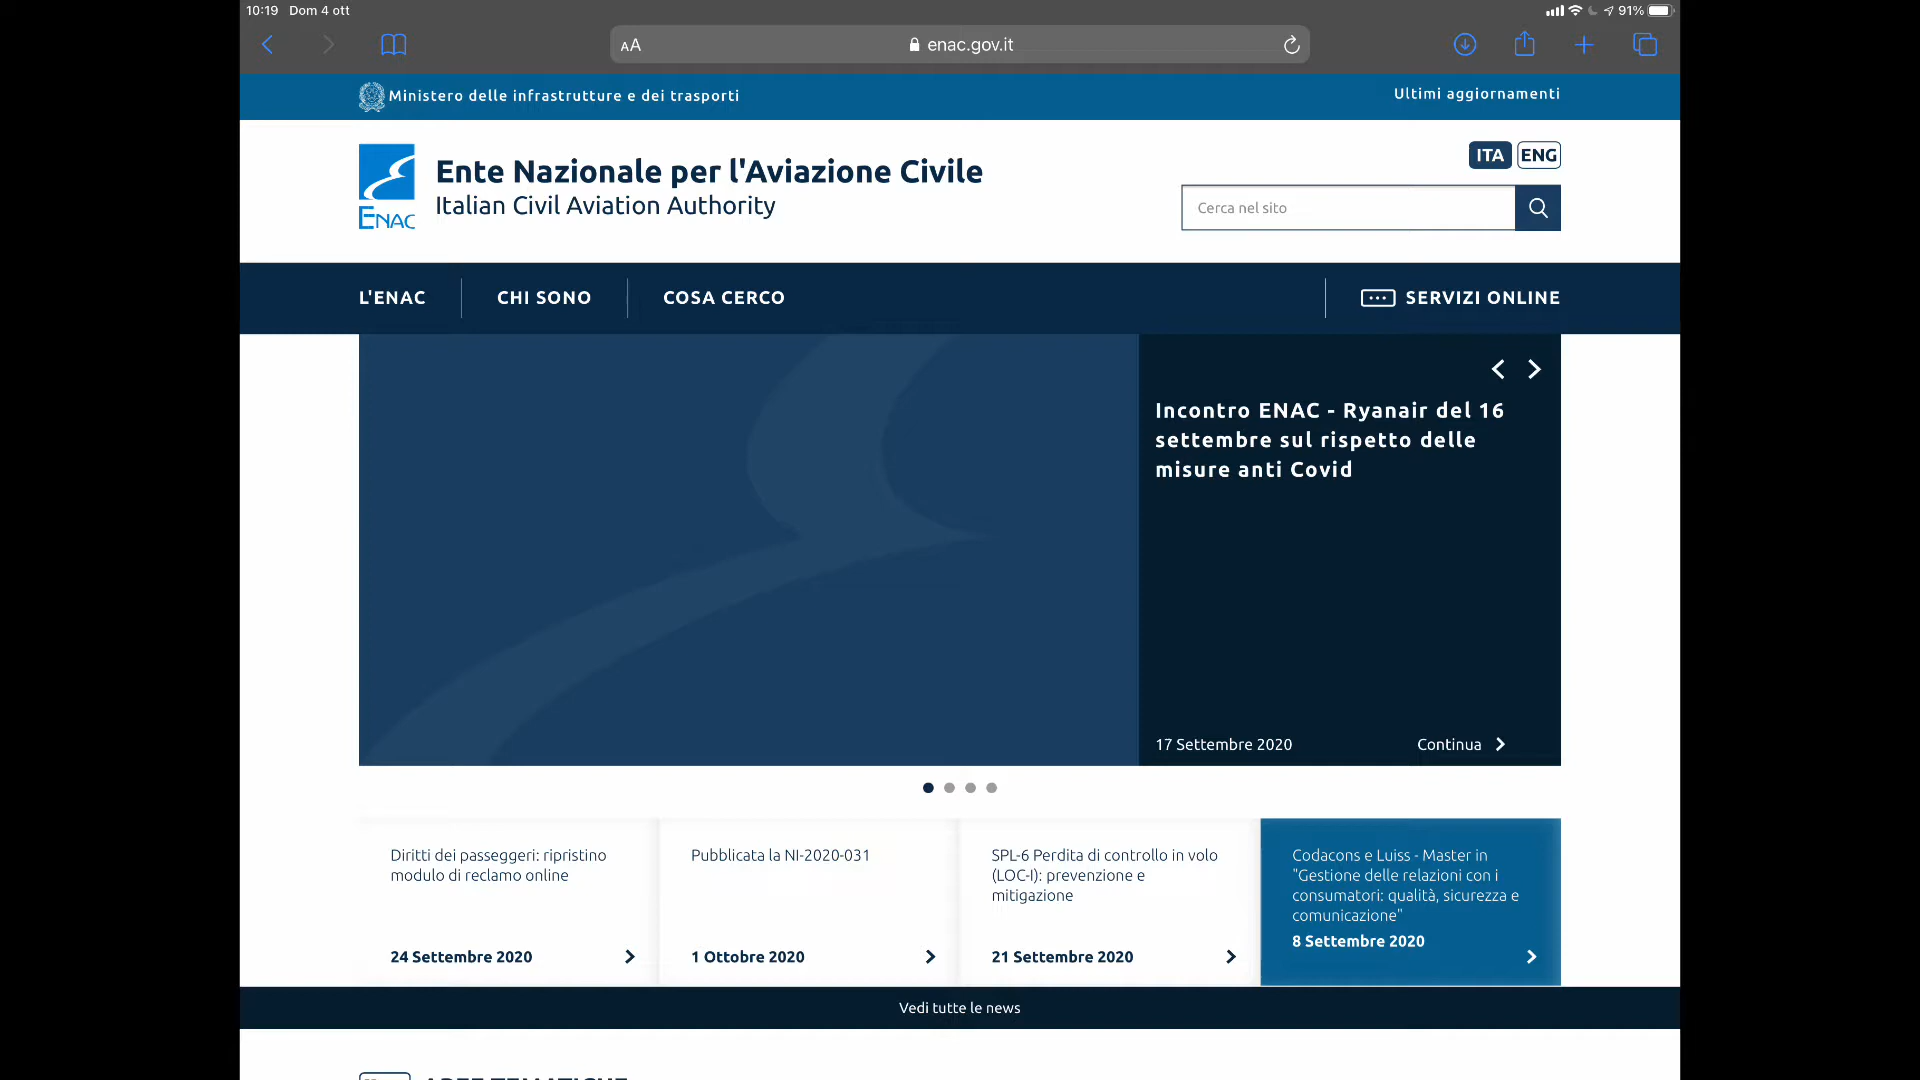 10:19 Dom 4 ott
91%
AA
enac.gov.it
Ministero delle infrastrutture e dei trasporti
Ultimi aggiornamenti
ENAC
Ente Nazionale per l'Aviazione Civile
Italian Civil Aviation Authority
ITA ENG
Cerca nel sito
L'ENAC
CHI SONO
COSA CERCO
SERVIZI ONLINE
Incontro ENAC - Ryanair del 16
settembre sul rispetto delle
misure anti Covid
17 Settembre 2020
Continua
Diritti dei passeggeri: ripristino
modulo di reclamo online
24 Settembre 2020
Pubblicata la NI-2020-031
1 Ottobre 2020
SPL-6 Perdita di controllo in volo
(LOC-I): prevenzione e
mitigazione
21 Settembre 2020
Codacons e Luiss - Master in
"Gestione delle relazioni con i
consumatori: qualità, sicurezza e
comunicazione"
8 Settembre 2020
Vedi tutte le news